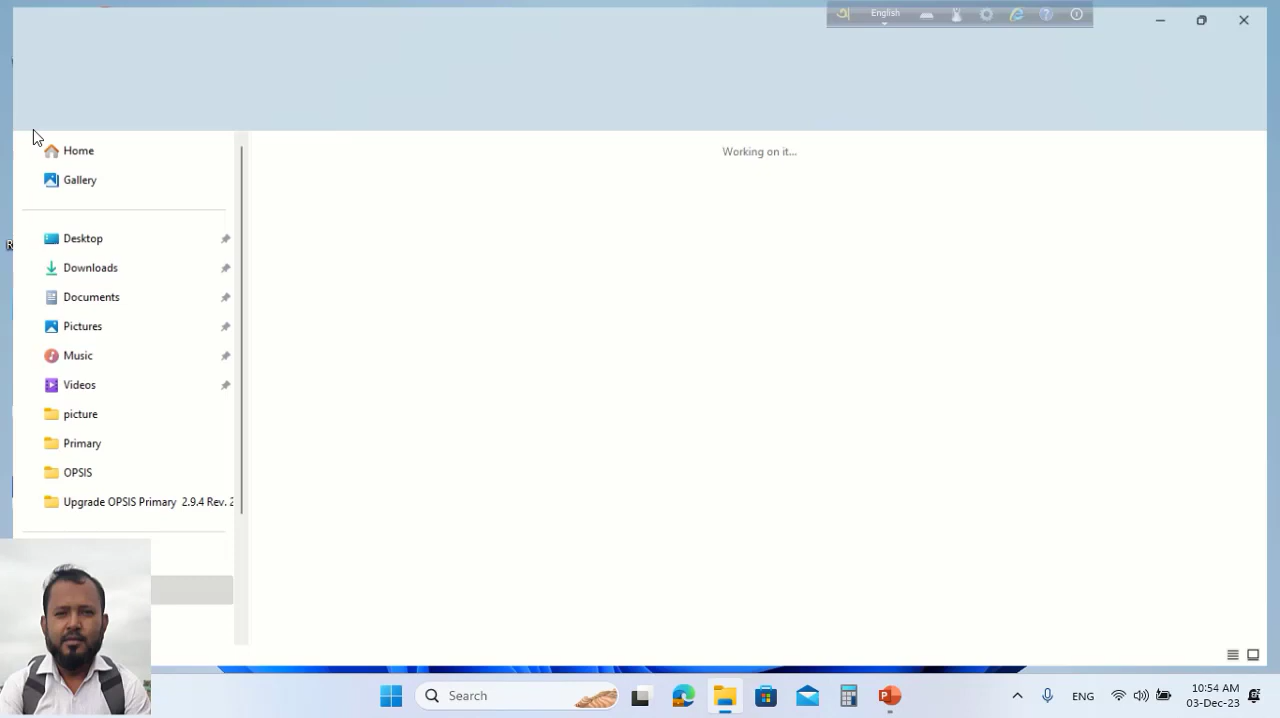 English
Home
Working on it...
Gallery
Desktop
Downloads
Documents
Pictures
Music
Videos
picture
Primary
OPSIS
Upgrade OPSIS Primary 2.9.4 Rev. 2
Search
ENG
10:54 AM
03-Dec-23